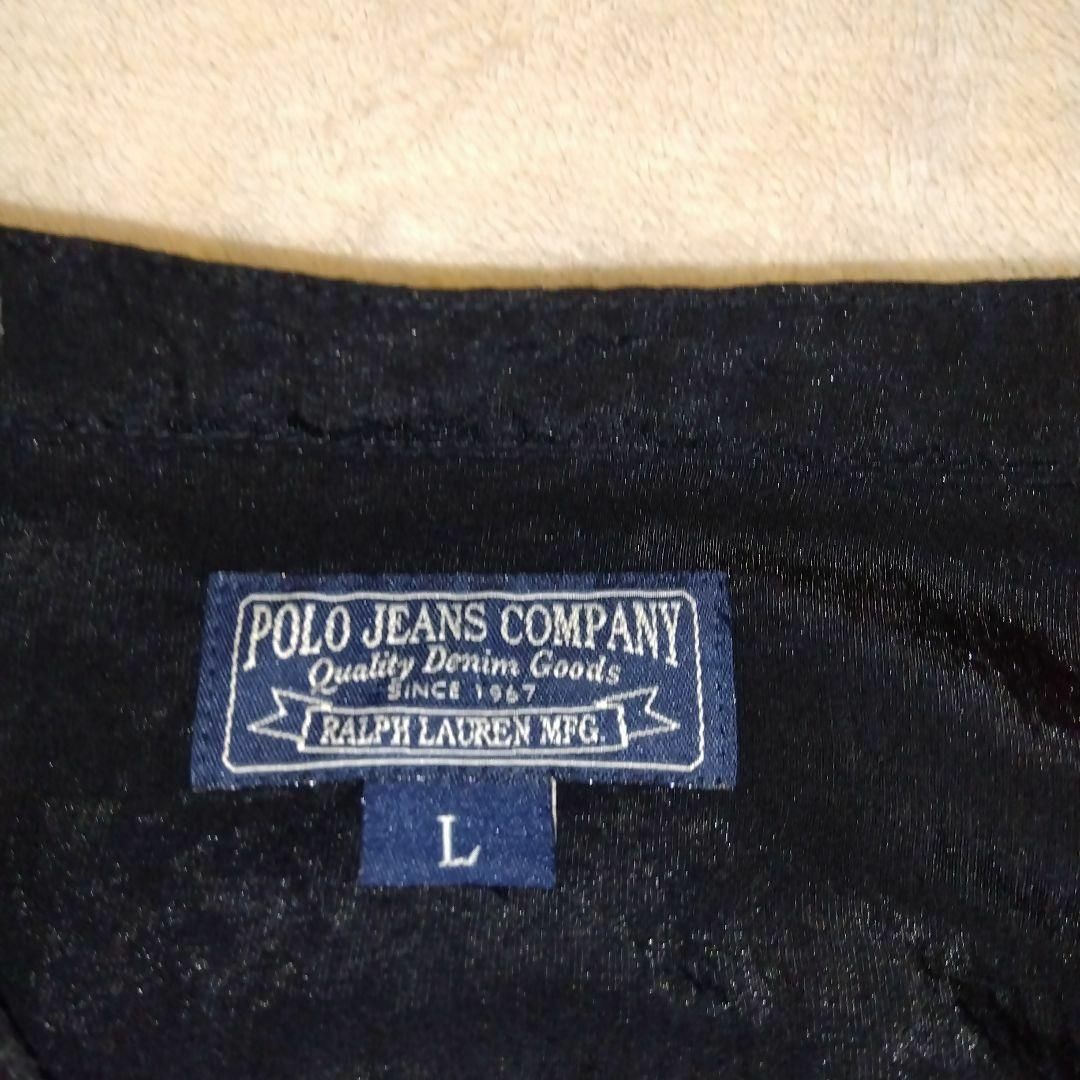 POLO JEANS COMPANY
Quality Denim Goods
SINCE 1967
RALPH LAUREN MFG.
L